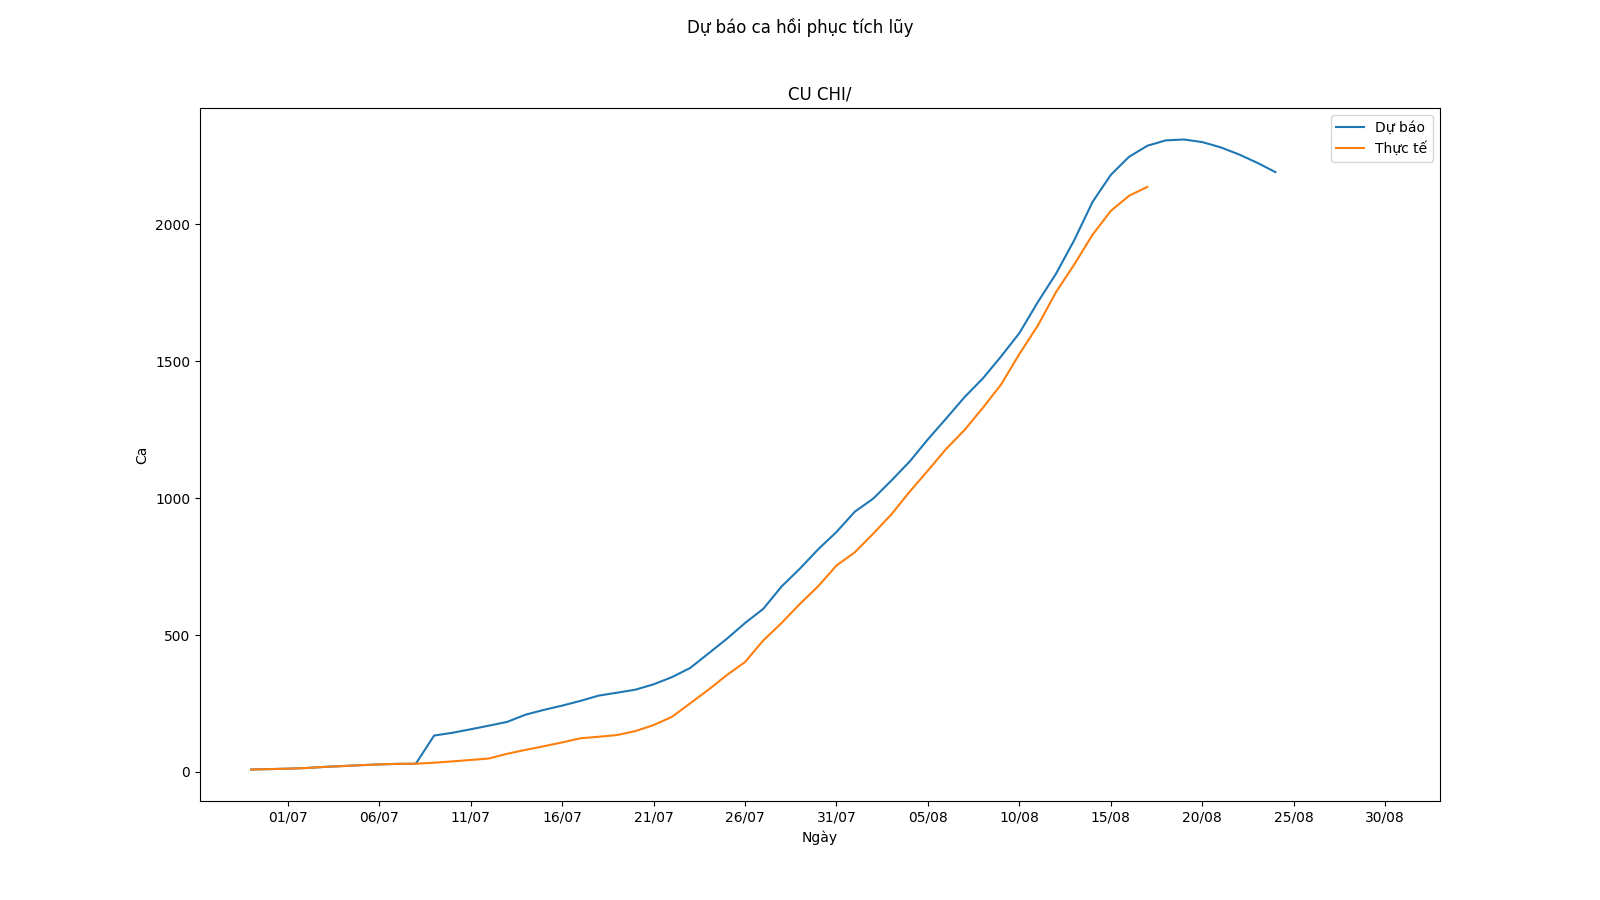 Dự báo ca hồi phục tích lũy
CU CHI/
Dự báo
Thực tế
Ca
2000
1500
1000
500
0
01/07 06/07 11/07 16/07 21/07 26/07 31/07 05/08 10/08 15/08 20/08 25/08 30/08
Ngày